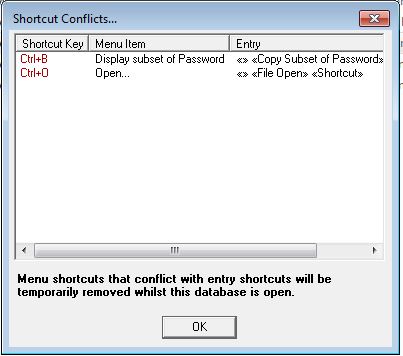 Shortcut Conflicts...
Shortcut Key Menu Item Entry
Ctrl+B Display subset of Password «» «Copy Subset of Password»
Ctrl+O Open... «» «File Open» «Shortcut»
Menu shortcuts that conflict with entry shortcuts will be
temporarily removed whilst this database is open.
OK